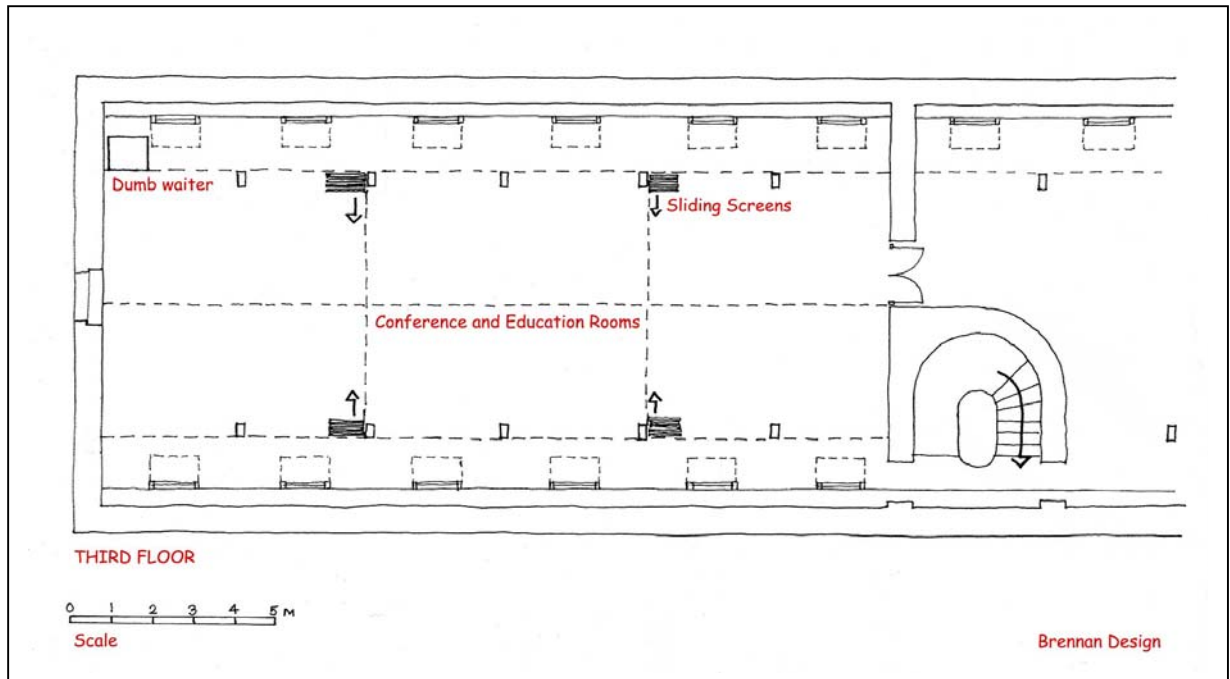 Dumb waiter
Sliding Screens
Conference and Education Rooms
THIRD FLOOR
0 1 2 3 4 5 M
Scale
Brennan Design